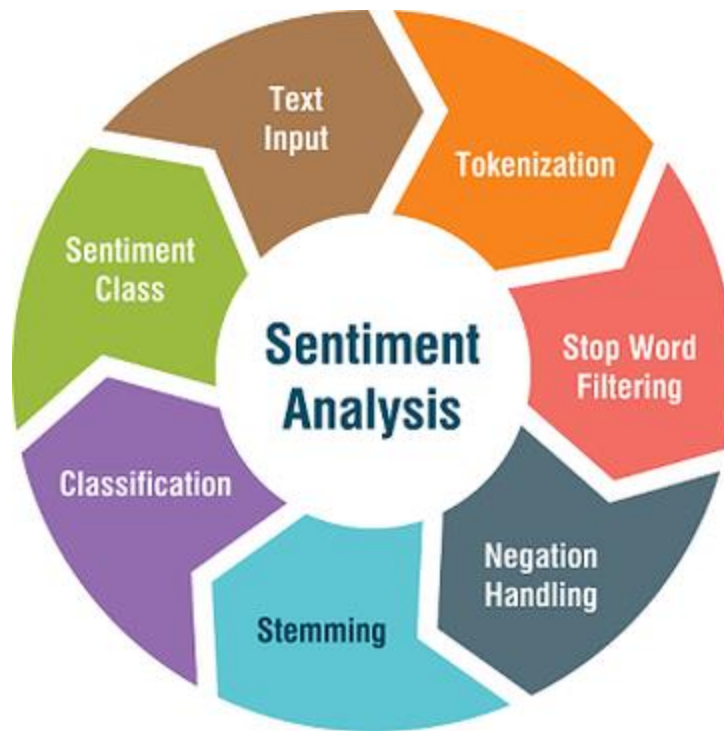 Text
Input
Tokenization
Stop Word
Filtering
Negation
Handling
Stemming
Classification
Sentiment
Class
Sentiment
Analysis